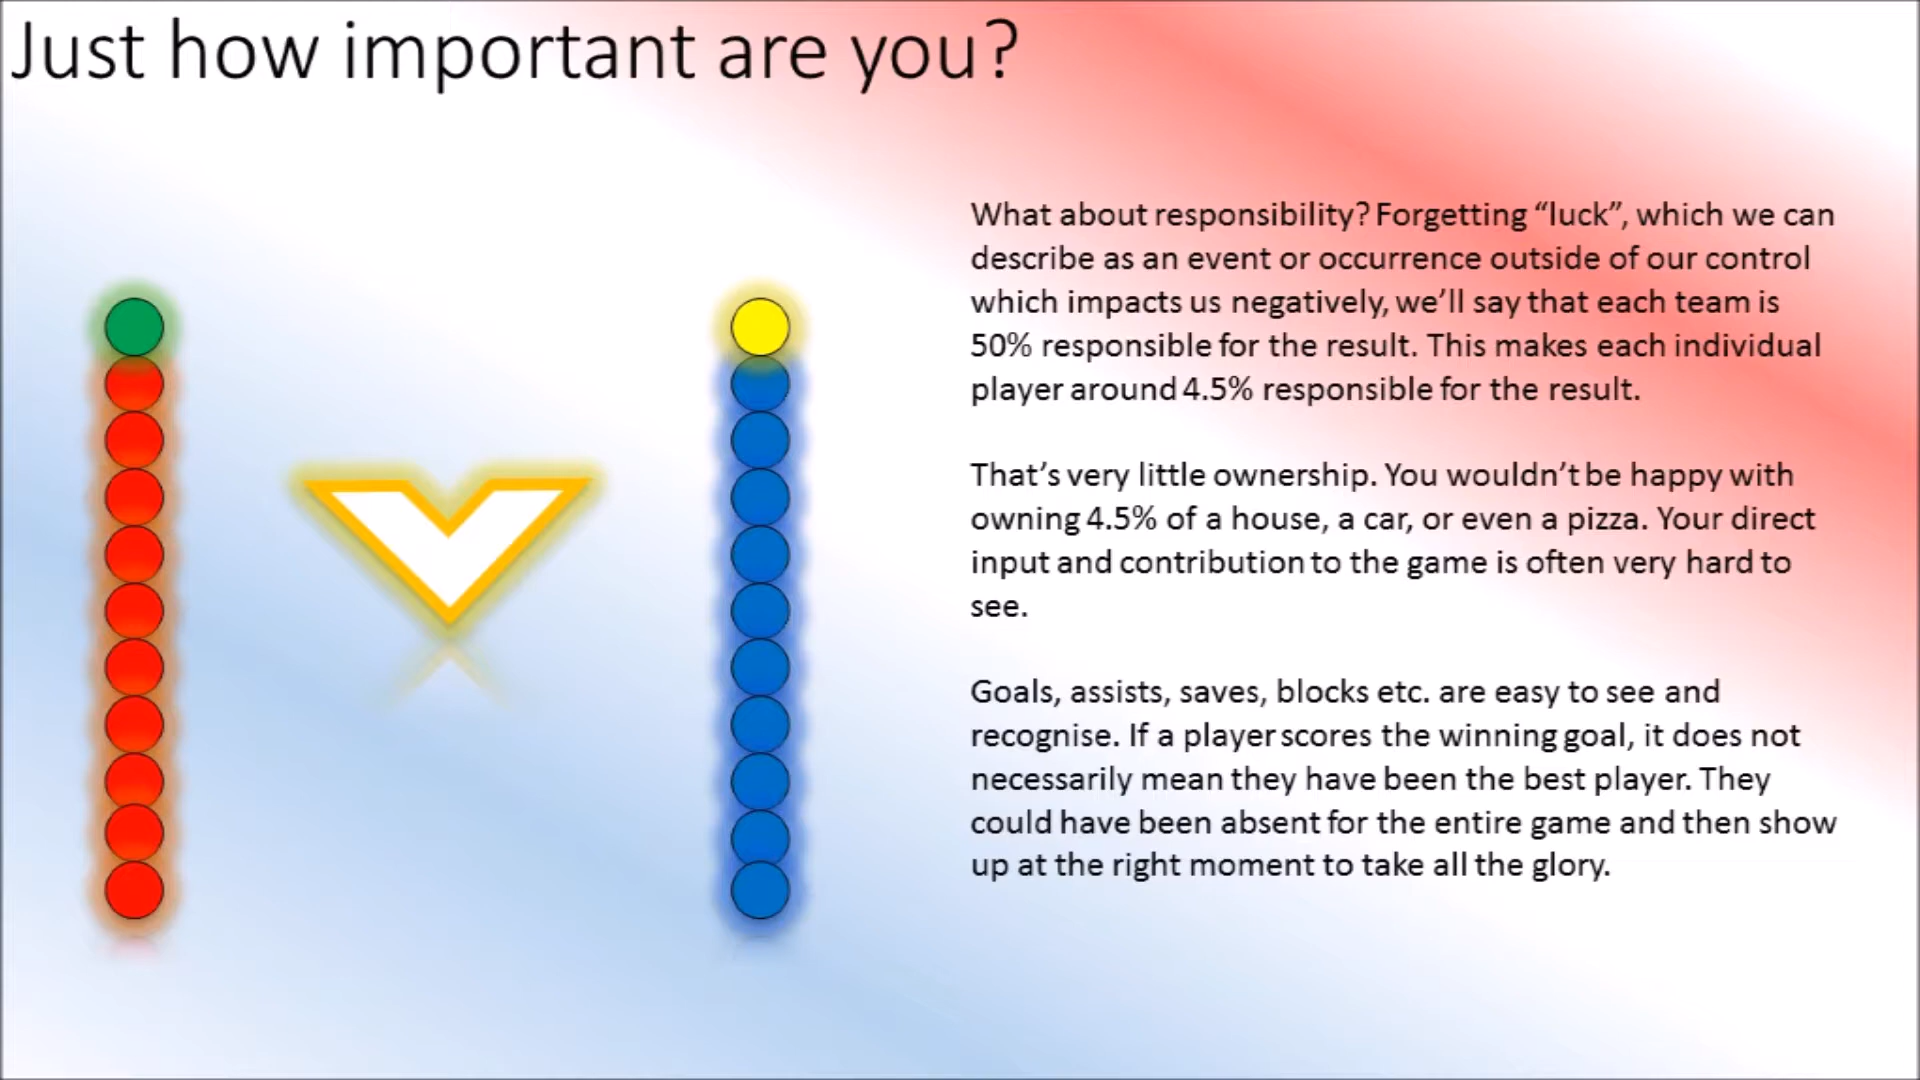 Just how important are you?
What about responsibility? Forgetting “luck”, which we can
describe as an event or occurrence outside of our control
which impacts us negatively, we’ll say that each team is
50% responsible for the result. This makes each individual
player around 4.5% responsible for the result.
That’s very little ownership. You wouldn’t be happy with
owning 4.5% of a house, a car, or even a pizza. Your direct
input and contribution to the game is often very hard to
see.
Goals, assists, saves, blocks etc. are easy to see and
recognise. If a player scores the winning goal, it does not
necessarily mean they have been the best player. They
could have been absent for the entire game and then show
up at the right moment to take all the glory.